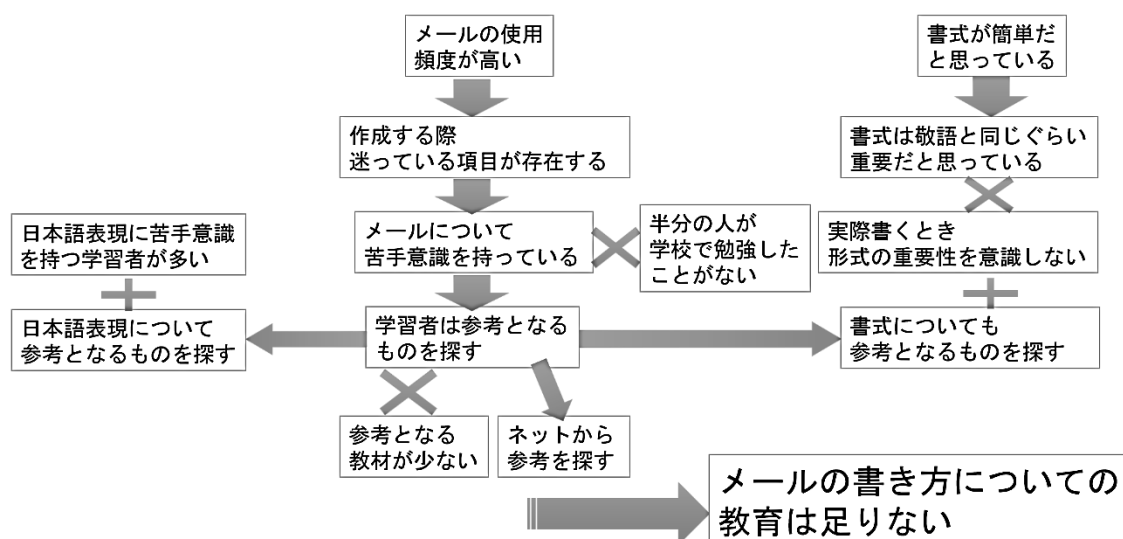 メールの使用
頻度が高い
書式が簡単だ
と思っている
作成する際
迷っている項目が存在する
書式は敬語と同じぐらい
重要だと思っている
日本語表現に苦手意識
を持つ学習者が多い
メールについて
苦手意識を持っている
半分の人が
学校で勉強した
ことがない
実際書くとき
形式の重要性を意識しない
日本語表現について
参考となるものを探す
学習者は参考となる
ものを探す
書式についても
参考となるものを探す
参考となる
教材が少ない
ネットから
参考を探す
メールの書き方についての
教育は足りない